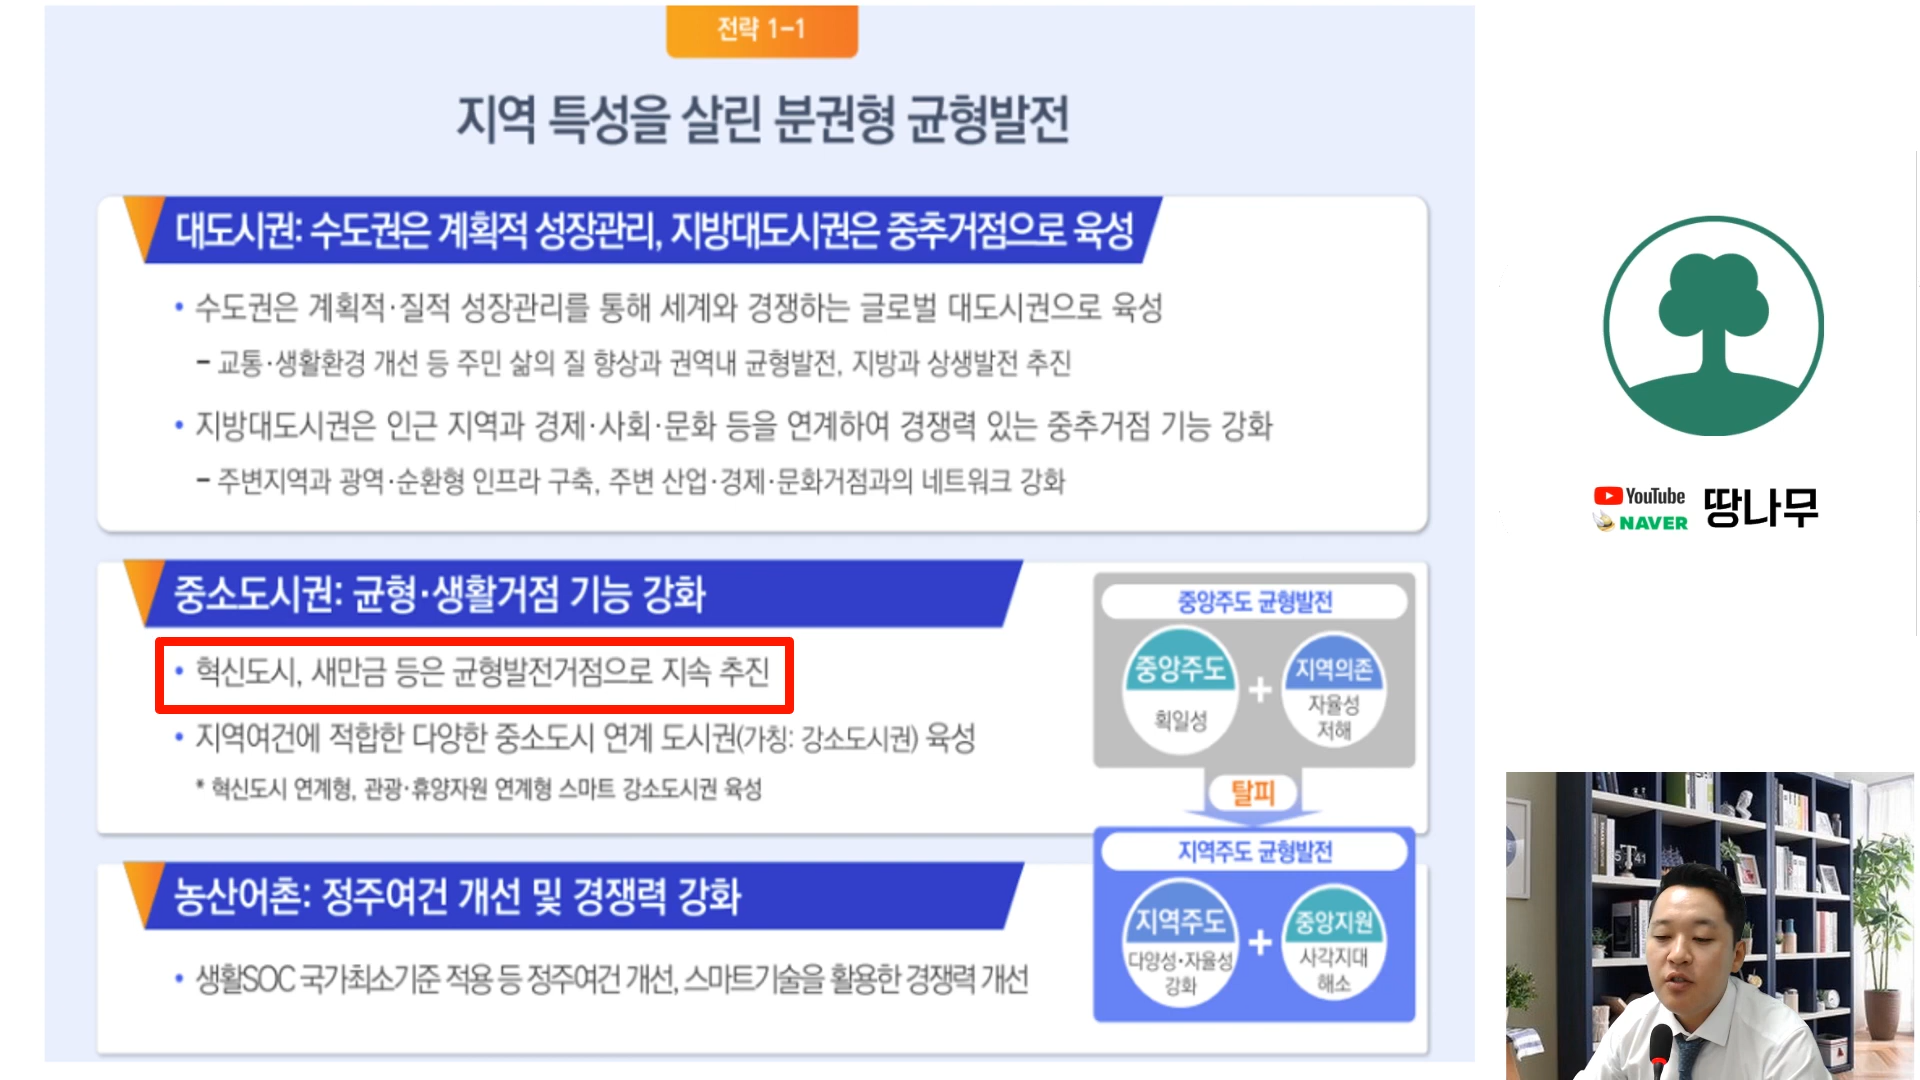 전략 1-1
지역 특성을 살린 분권형 균형발전
대도시권: 수도권은 계획적 성장관리, 지방대도시권은 중추거점으로 육성
• 수도권은 계획적·질적 성장관리를 통해 세계와 경쟁하는 글로벌 대도시권으로 육성
– 교통·생활환경 개선 등 주민 삶의 질 향상과 권역내 균형발전, 지방과 상생발전 추진
• 지방대도시권은 인근 지역과 경제·사회·문화 등을 연계하여 경쟁력 있는 중추거점 기능 강화
– 주변지역과 광역·순환형 인프라 구축, 주변 산업·경제·문화거점과의 네트워크 강화
중소도시권: 균형·생활거점 기능 강화
• 혁신도시, 새만금 등은 균형발전거점으로 지속 추진
• 지역여건에 적합한 다양한 중소도시 연계 도시권(가칭: 강소도시권) 육성
* 혁신도시 연계형, 관광·휴양자원 연계형 스마트 강소도시권 육성
농산어촌: 정주여건 개선 및 경쟁력 강화
• 생활SOC 국가최소기준 적용 등 정주여건 개선, 스마트기술을 활용한 경쟁력 개선
중앙주도 균형발전
중앙주도
획일성
+
지역의존
자율성
저해
탈피
지역주도 균형발전
지역주도
다양성·자율성
강화
+
중앙지원
사각지대
해소
YouTube
NAVER
땅나무